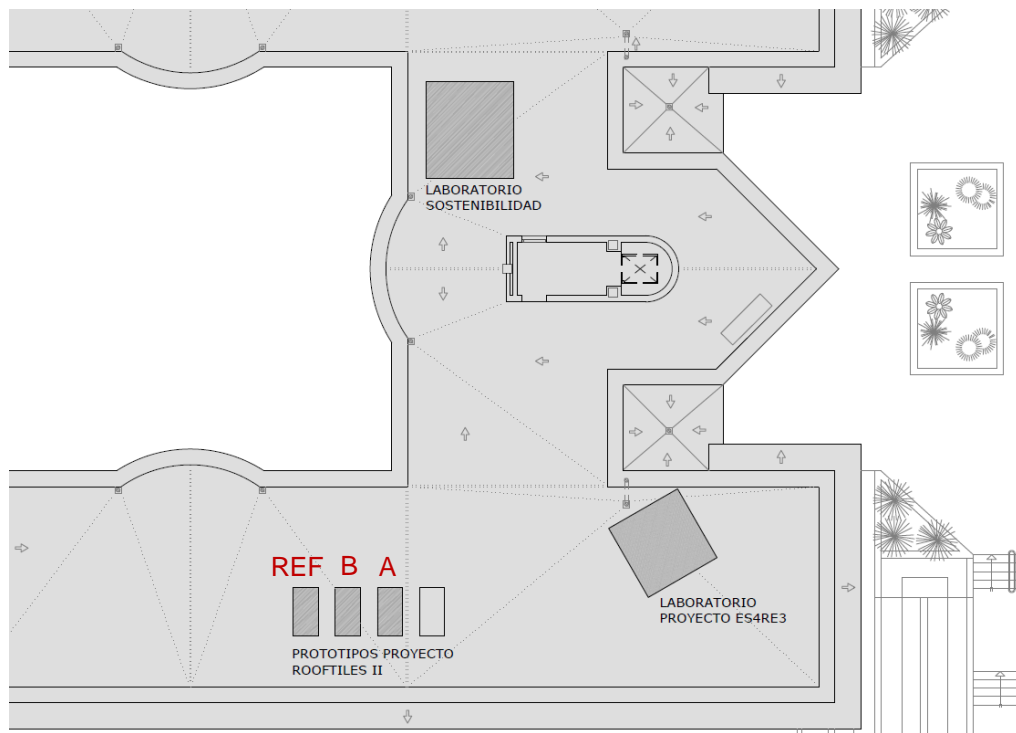 LABORATORIO
SOSTENIBILIDAD
REF B A
LABORATORIO
PROYECTO ES4RE3
PROTOTIPOS PROYECTO
ROOFTILES II